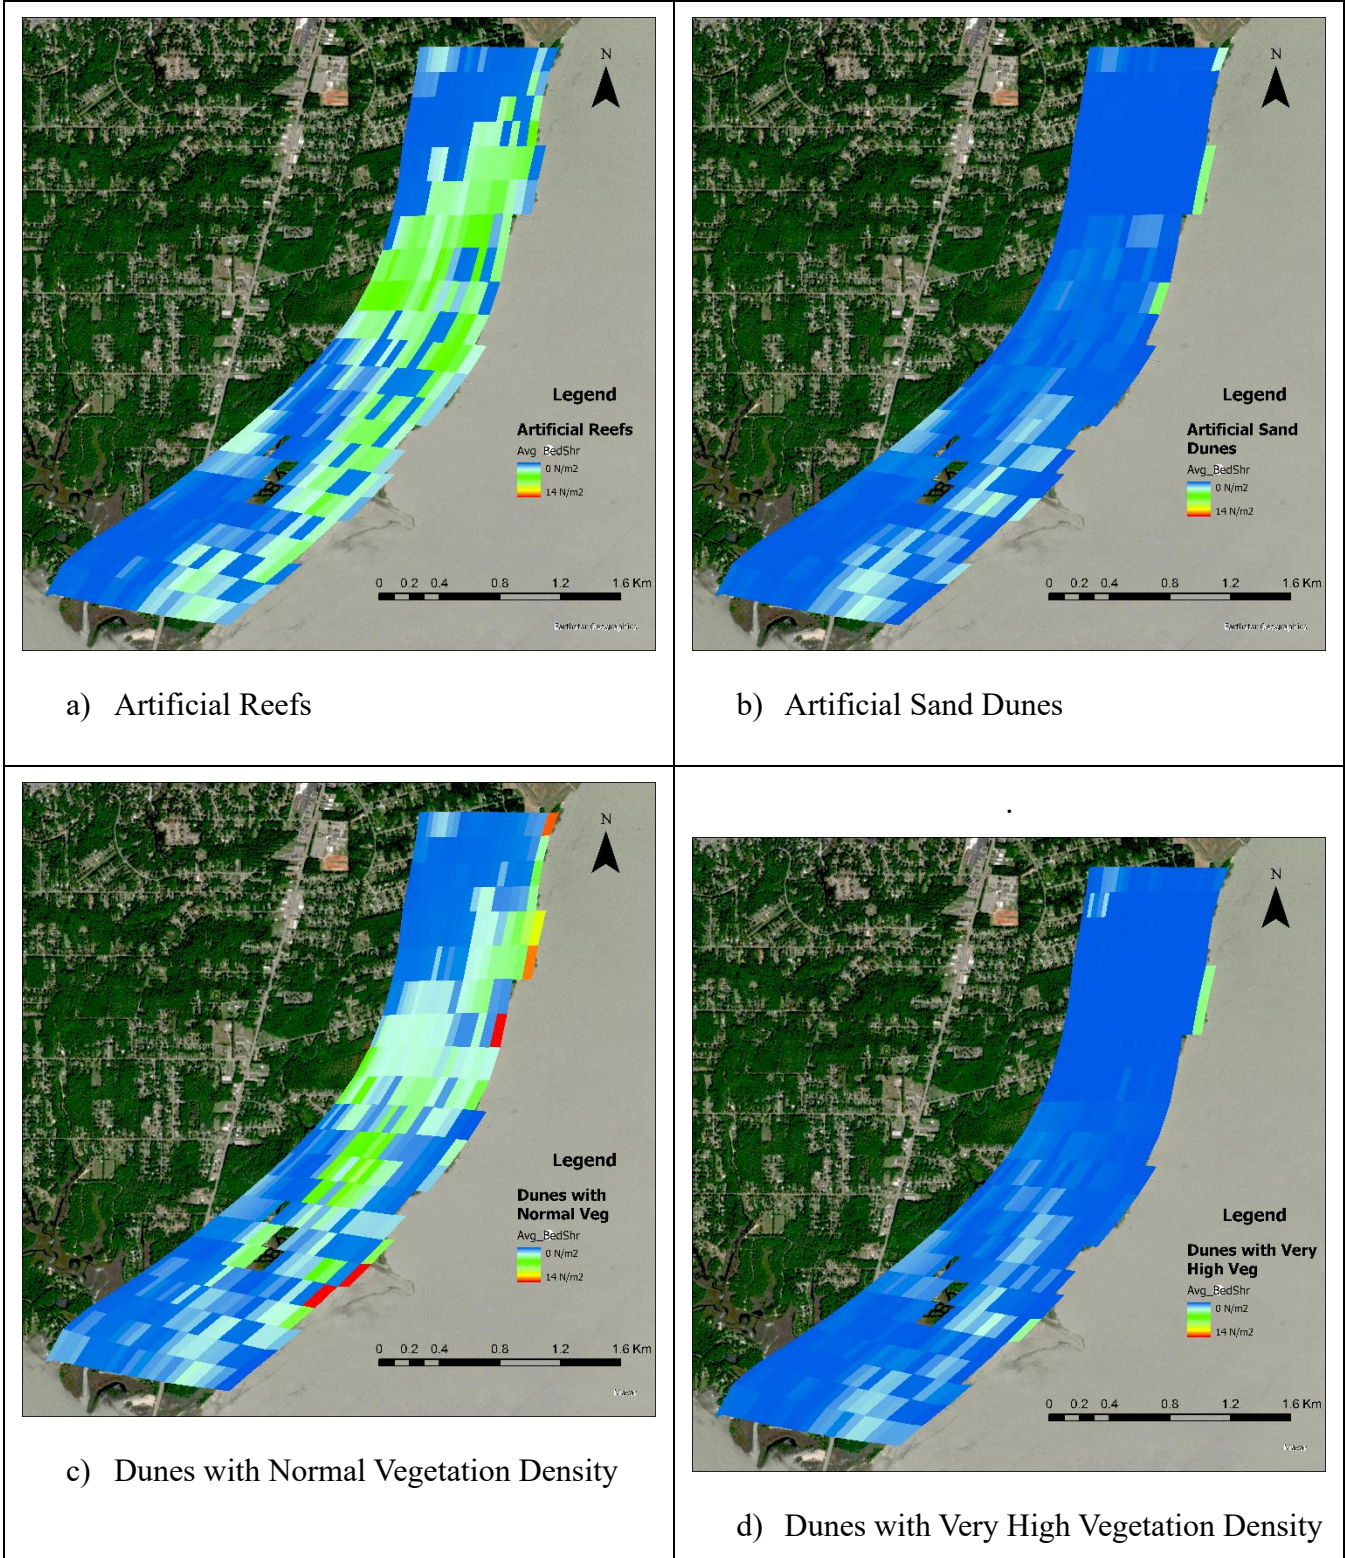 N
Legend
Artificial Reefs
Avg_BedShr
0 N/m2
14 N/m2
0 0.2 0.4 0.8 1.2 1.6 Km
Earthstar Geographics
a) Artificial Reefs
N
Legend
Artificial Sand
Dunes
Avg_BedShr
0 N/m2
14 N/m2
0 0.2 0.4 0.8 1.2 1.6 Km
Earthstar Geographics
b) Artificial Sand Dunes
N
Legend
Dunes with
Normal Veg
Avg_BedShr
0 N/m2
14 N/m2
0 0.2 0.4 0.8 1.2 1.6 Km
c) Dunes with Normal Vegetation Density
.
N
Legend
Dunes with Very
High Veg
Avg_BedShr
0 N/m2
14 N/m2
0 0.2 0.4 0.8 1.2 1.6 Km
d) Dunes with Very High Vegetation Density